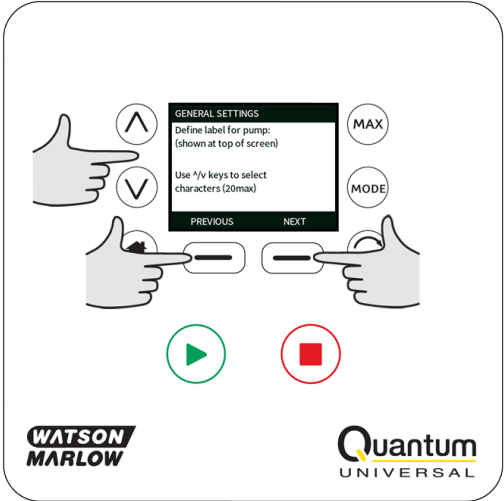 GENERAL SETTINGS
Define label for pump:
(shown at top of screen)
Use ^/v keys to select
characters (20max)
PREVIOUS NEXT
MAX
MODE
WATSON
MARLOW
Quantum
UNIVERSAL